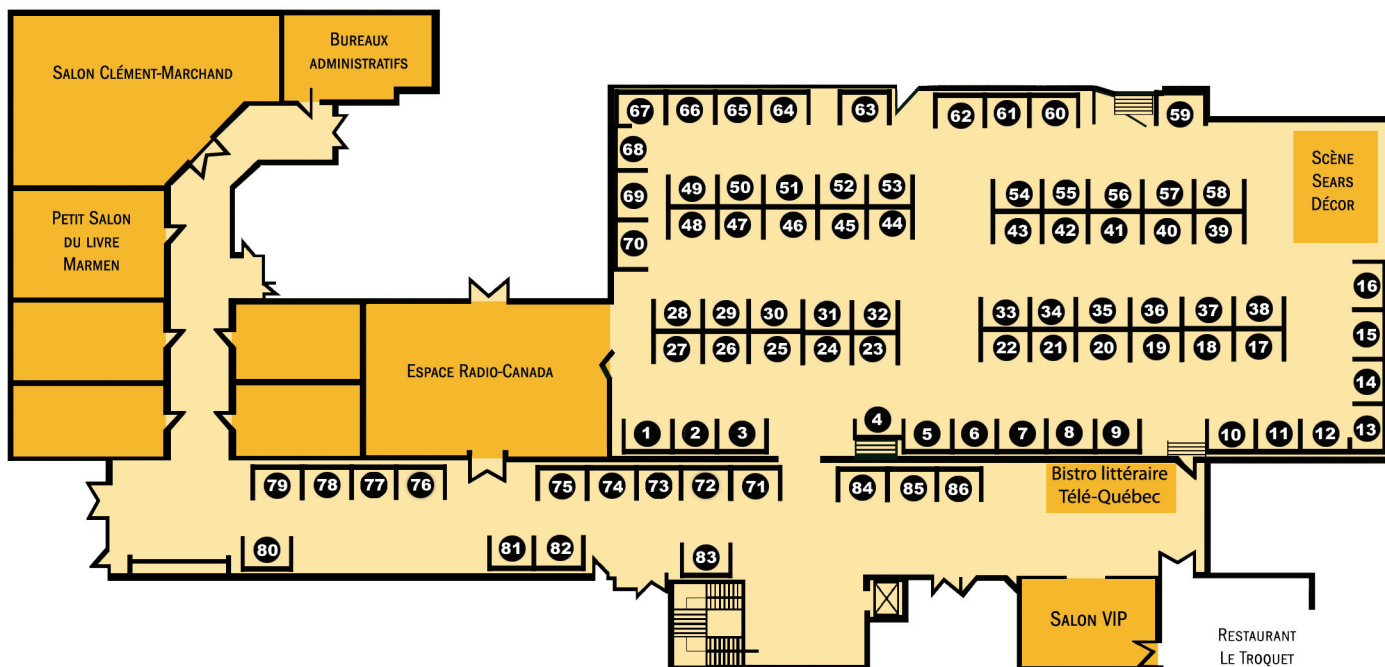 SALON CLÉMENT-MARCHAND
BUREAUX
ADMINISTRATIFS
PETIT SALON
DU LIVRE
MARMEN
ESPACE RADIO-CANADA
SCÈNE
SEARS
DÉCOR
67 66 65 64 63 62 61 60 59
68
69
70
49 50 51 52 53 54 55 56 57 58
48 47 46 45 44 43 42 41 40 39
16
15
14
13
28 29 30 31 32 33 34 35 36 37 38
27 26 25 24 23 22 21 20 19 18 17
1 2 3 4 5 6 7 8 9 10 11 12
79 78 77 76 75 74 73 72 71 84 85 86
Bistro littéraire
Télé-Québec
80 81 82 83
SALON VIP
RESTAURANT
LE TROQUET